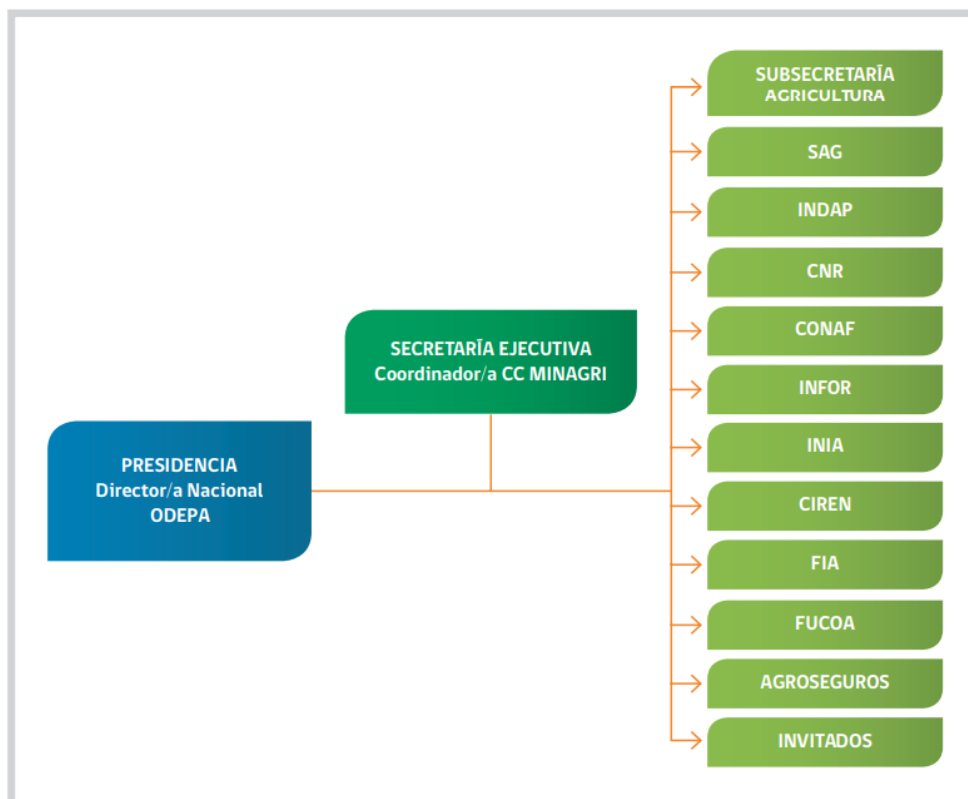 PRESIDENCIA
Director/a Nacional
ODEPA
SECRETARÍA EJECUTIVA
Coordinador/a CC MINAGRI
SUBSECRETARÍA
AGRICULTURA
SAG
INDAP
CNR
CONAF
INFOR
INIA
CIREN
FIA
FUCOA
AGROSEGUROS
INVITADOS